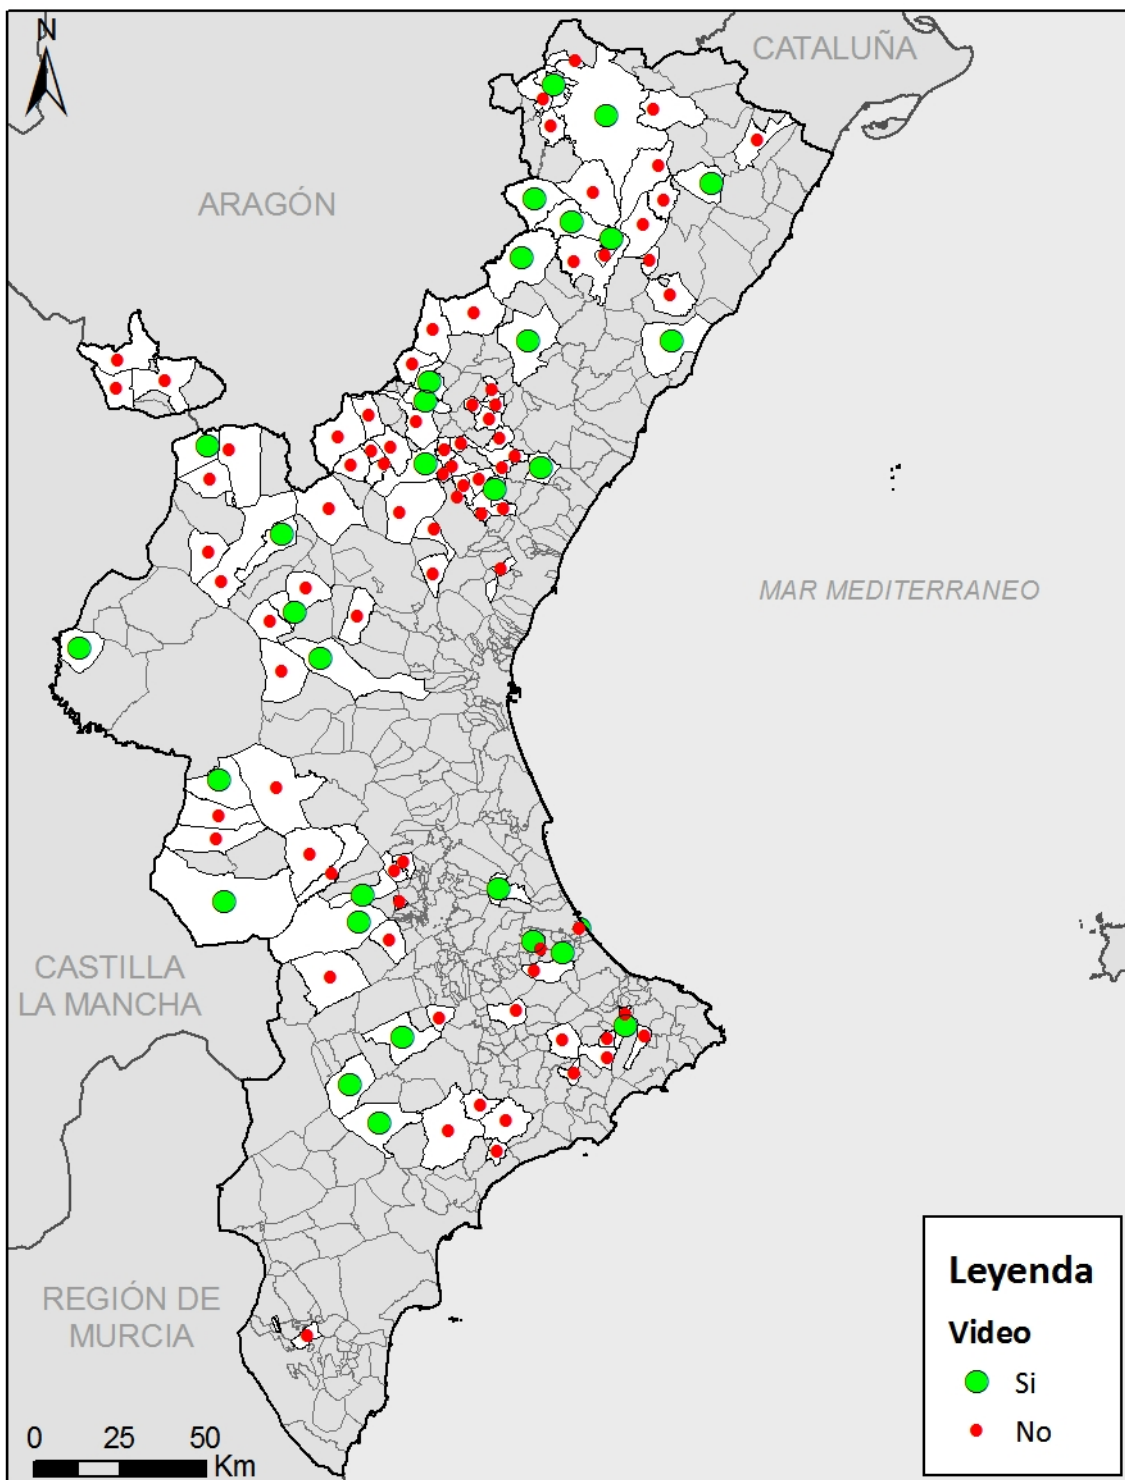 N
CATALUÑA
ARAGÓN
MAR MEDITERRANEO
CASTILLA
LA MANCHA
REGIÓN DE
MURCIA
Leyenda
Video
Si
No
0 25 50
Km